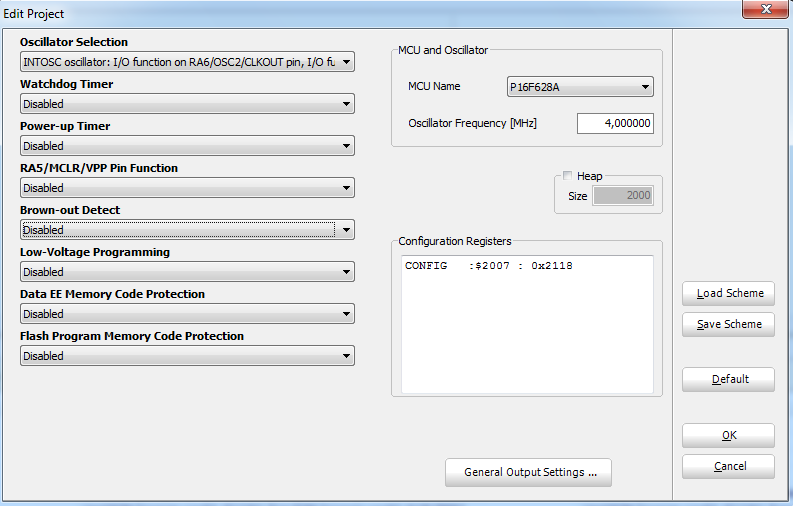 Edit Project
Oscillator Selection
INTOSC oscillator: I/O function on RA6/OSC2/CLKOUT pin, I/O fu
Watchdog Timer
Disabled
Power-up Timer
Disabled
RA5/MCLR/VPP Pin Function
Disabled
Brown-out Detect
Disabled
Low-Voltage Programming
Disabled
Data EE Memory Code Protection
Disabled
Flash Program Memory Code Protection
Disabled
MCU and Oscillator
MCU Name
P16F628A
Oscillator Frequency [MHz]
4,000000
Heap
Size
2000
Configuration Registers
CONFIG :$2007 : 0x2118
General Output Settings ...
Load Scheme
Save Scheme
Default
OK
Cancel